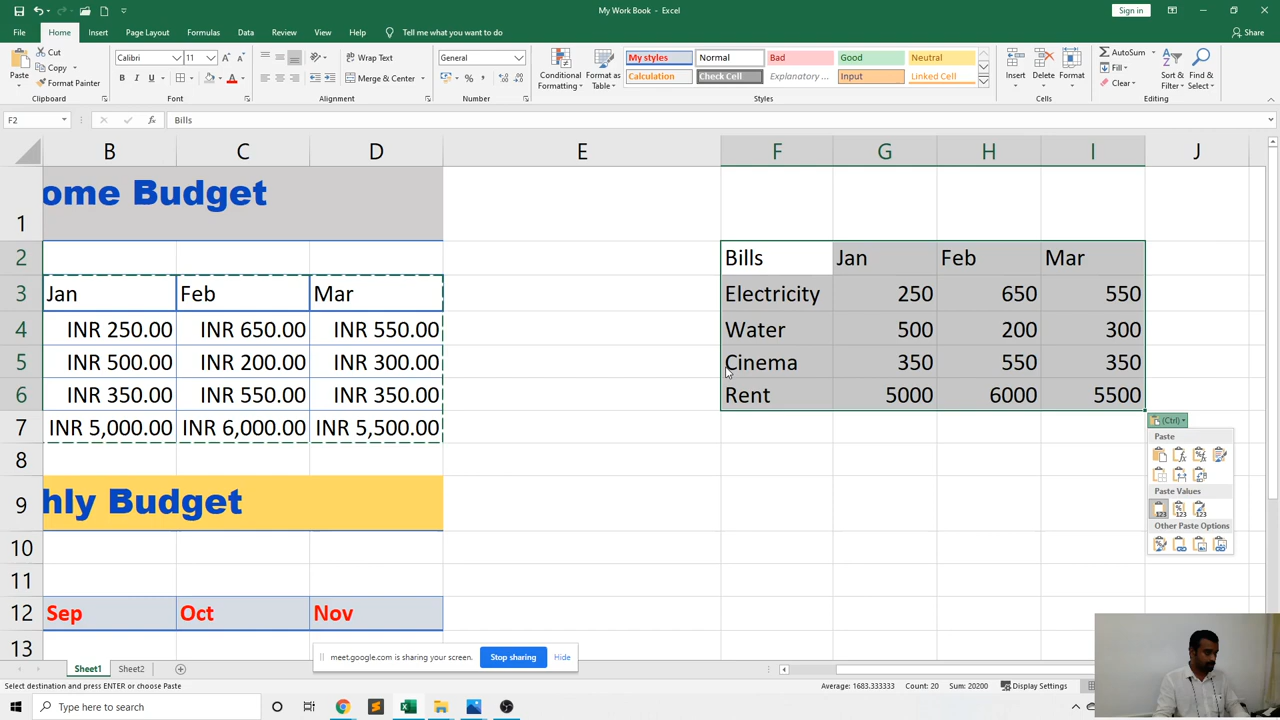 My Work Book - Excel
Sign in
File Home Insert Page Layout Formulas Data Review View Help Tell me what you want to do
Share
Paste
Cut
Copy
Format Painter
Clipboard
Calibri 11
Font
Wrap Text
Merge & Center
Alignment
General
Number
Conditional Formatting
Format as Table
My styles Normal Bad Good Neutral
Calculation Check Cell Explanatory ... Input Linked Cell
Styles
Insert Delete Format
Cells
AutoSum
Fill
Clear
Sort & Filter
Find & Select
Editing
F2 Bills
B C D E F G H I J
1 ome Budget
2 Bills Jan Feb Mar
3 Jan Feb Mar Electricity 250 650 550
4 INR 250.00 INR 650.00 INR 550.00 Water 500 200 300
5 INR 500.00 INR 200.00 INR 300.00 Cinema 350 550 350
6 INR 350.00 INR 550.00 INR 350.00 Rent 5000 6000 5500
7 INR 5,000.00 INR 6,000.00 INR 5,500.00
(Ctrl)
Paste
Paste Values
Other Paste Options
8
9 hly Budget
10
11
12 Sep Oct Nov
13
meet.google.com is sharing your screen. Stop sharing Hide
Sheet1 Sheet2
Select destination and press ENTER or choose Paste
Average: 1683.333333 Count: 20 Sum: 20200 Display Settings
Type here to search